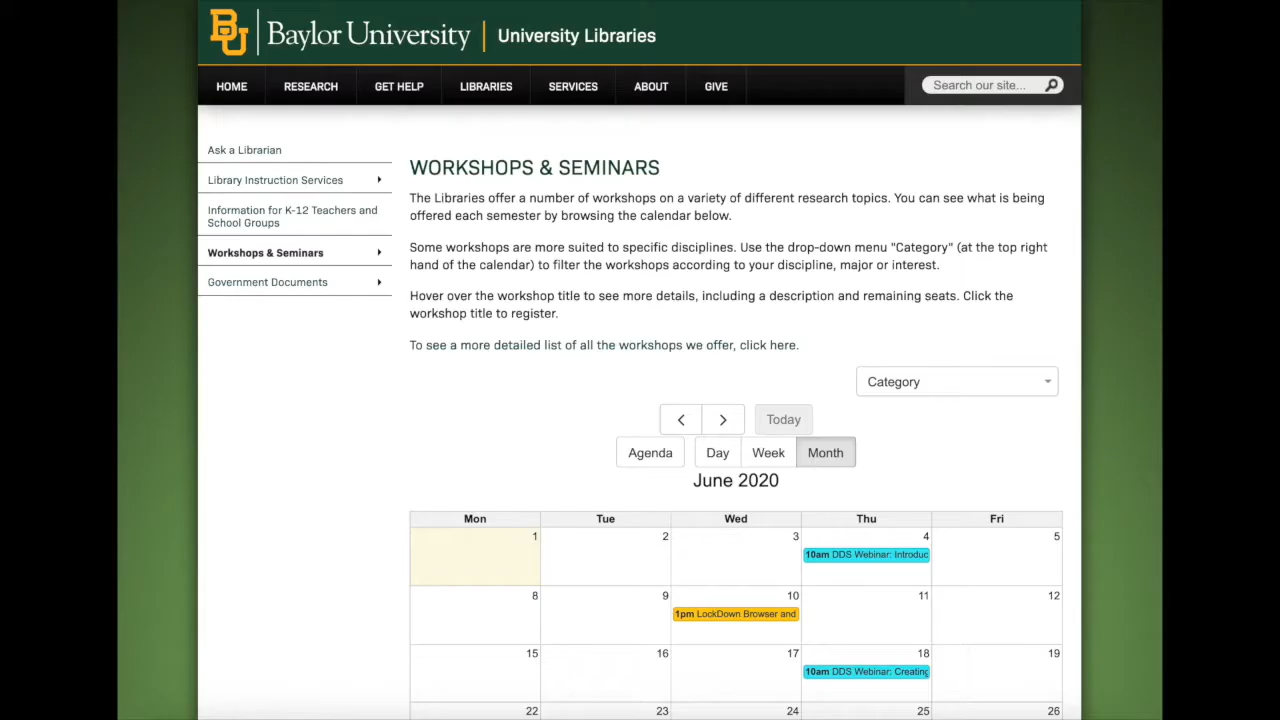 BU
Baylor University | University Libraries
HOME RESEARCH GET HELP LIBRARIES SERVICES ABOUT GIVE Search our site...
Ask a Librarian
Library Instruction Services
Information for K-12 Teachers and
School Groups
Workshops & Seminars
Government Documents
WORKSHOPS & SEMINARS
The Libraries offer a number of workshops on a variety of different research topics. You can see what is being
offered each semester by browsing the calendar below.
Some workshops are more suited to specific disciplines. Use the drop-down menu "Category" (at the top right
hand of the calendar) to filter the workshops according to your discipline, major or interest.
Hover over the workshop title to see more details, including a description and remaining seats. Click the
workshop title to register.
To see a more detailed list of all the workshops we offer, click here.
Category
Today
Agenda Day Week Month
June 2020
Mon Tue Wed Thu Fri
1 2 3 4 5
10am DDS Webinar: Introduc
8 9 10 11 12
1pm LockDown Browser and
15 16 17 18 19
10am DDS Webinar: Creating
22 23 24 25 26